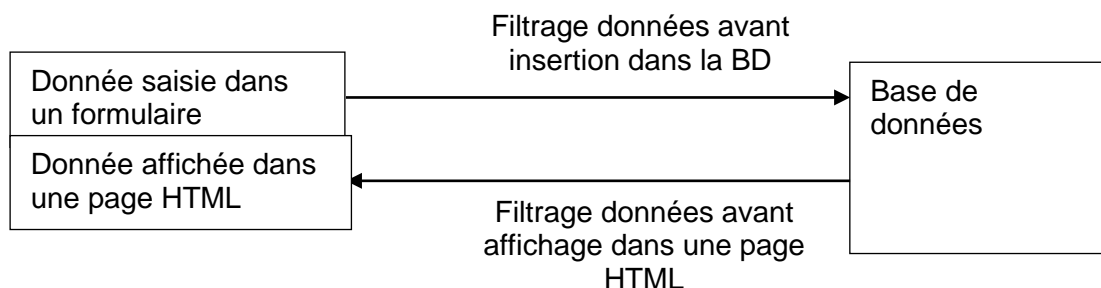 Filtrage données avant
insertion dans la BD
Donnée saisie dans
un formulaire
Base de
données
Donnée affichée dans
une page HTML
Filtrage données avant
affichage dans une page
HTML